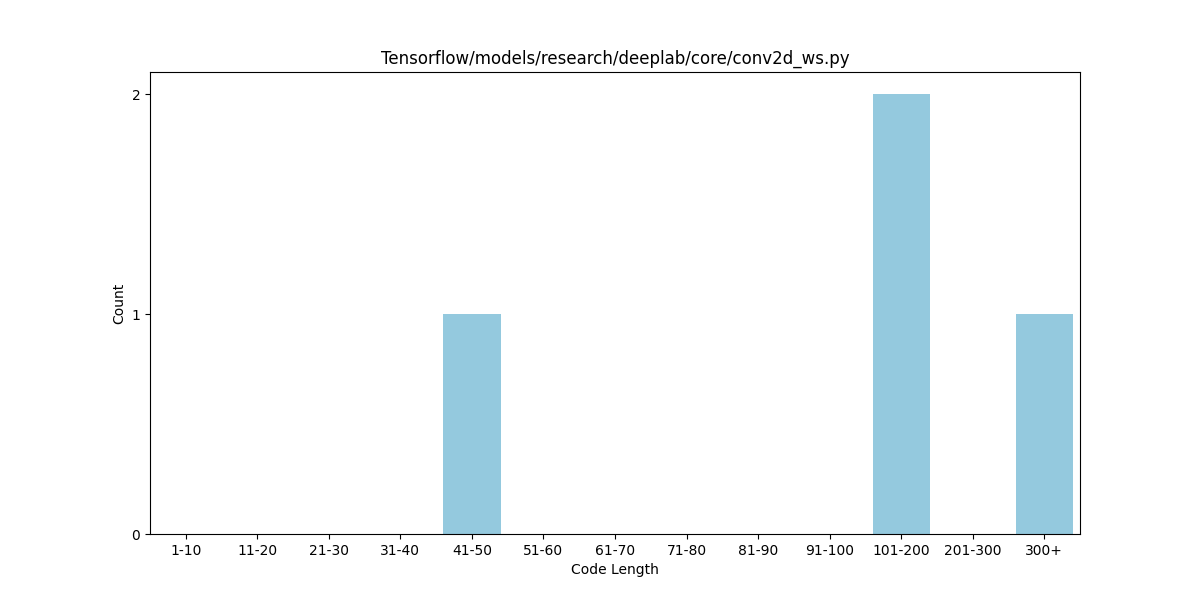 Tensorflow/models/research/deeplab/core/conv2d_ws.py
2
1
0
Count
1-10 11-20 21-30 31-40 41-50 51-60 61-70 71-80 81-90 91-100 101-200 201-300 300+
Code Length